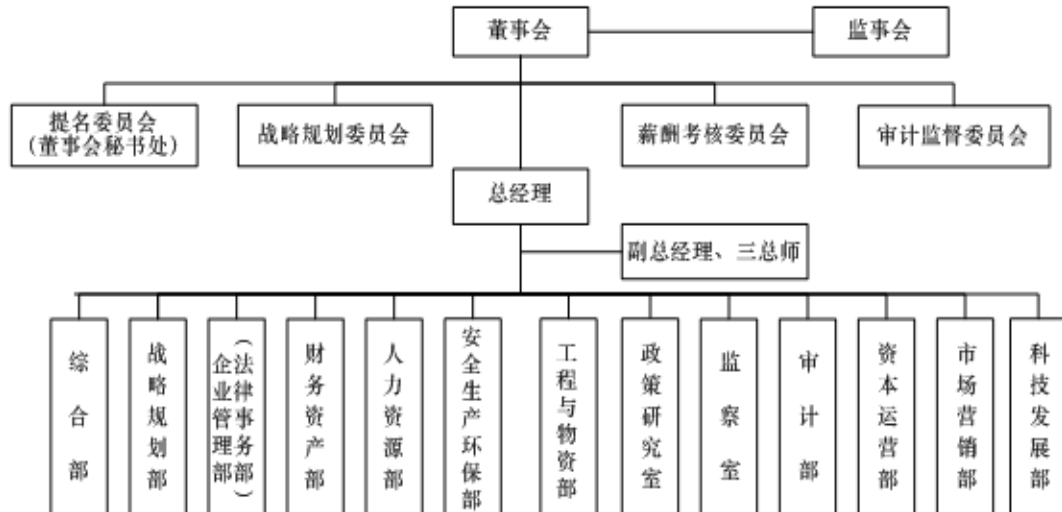 董事会
监事会
提名委员会
(董事会秘书处)
战略规划委员会
薪酬考核委员会
审计监督委员会
总经理
副总经理、三总师
综合部
战略规划部
企业管理部
(法律事务部)
财务资产部
人力资源部
安全生产环保部
工程与物资部
政策研究室
监察室
审计部
资本运营部
市场营销部
科技发展部